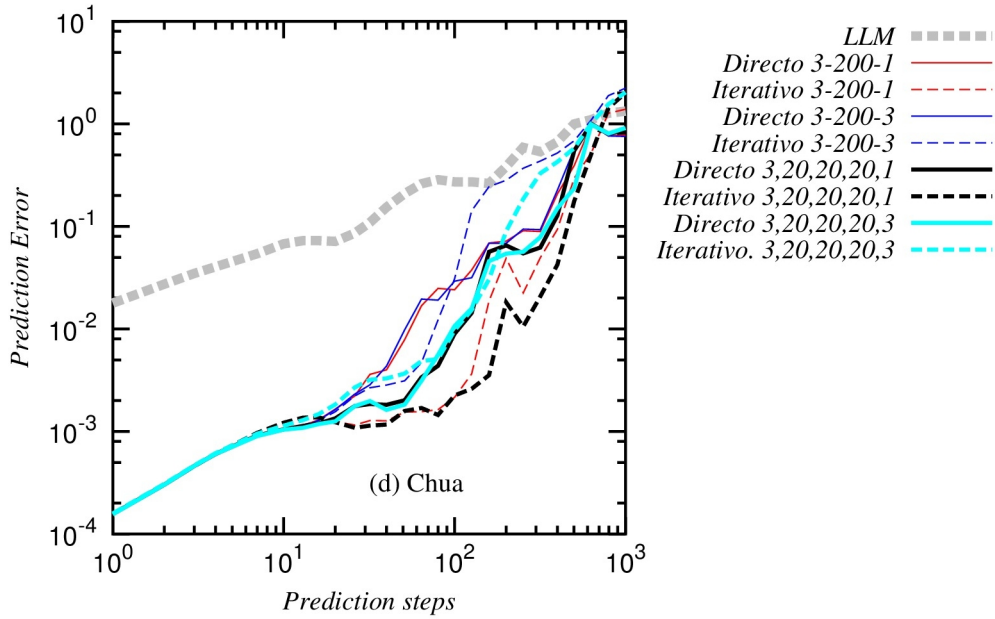 10^1
10^0
10^-1
10^-2
10^-3
10^-4
Prediction Error
(d) Chua
10^0 10^1 10^2 10^3
Prediction steps
LLM
Directo 3-200-1
Iterativo 3-200-1
Directo 3-200-3
Iterativo 3-200-3
Directo 3,20,20,20,1
Iterativo 3,20,20,20,1
Directo 3,20,20,20,3
Iterativo. 3,20,20,20,3